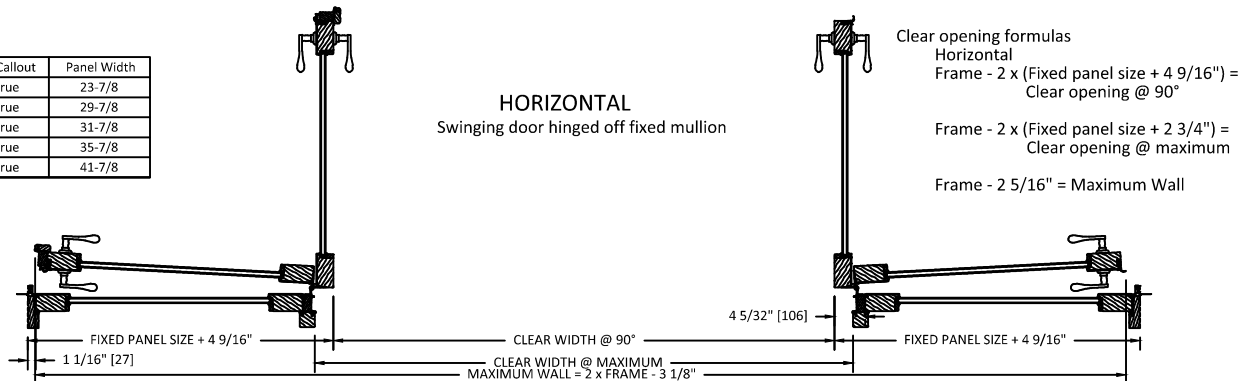 Callout Panel Width
rue 23-7/8
rue 29-7/8
rue 31-7/8
rue 35-7/8
rue 41-7/8
HORIZONTAL
Swinging door hinged off fixed mullion
Clear opening formulas
Horizontal
Frame - 2 x (Fixed panel size + 4 9/16") =
Clear opening @ 90°
Frame - 2 x (Fixed panel size + 2 3/4") =
Clear opening @ maximum
Frame - 2 5/16" = Maximum Wall
4 5/32" [106]
FIXED PANEL SIZE + 4 9/16" CLEAR WIDTH @ 90° FIXED PANEL SIZE + 4 9/16"
1 1/16" [27]
CLEAR WIDTH @ MAXIMUM
MAXIMUM WALL = 2 x FRAME - 3 1/8"